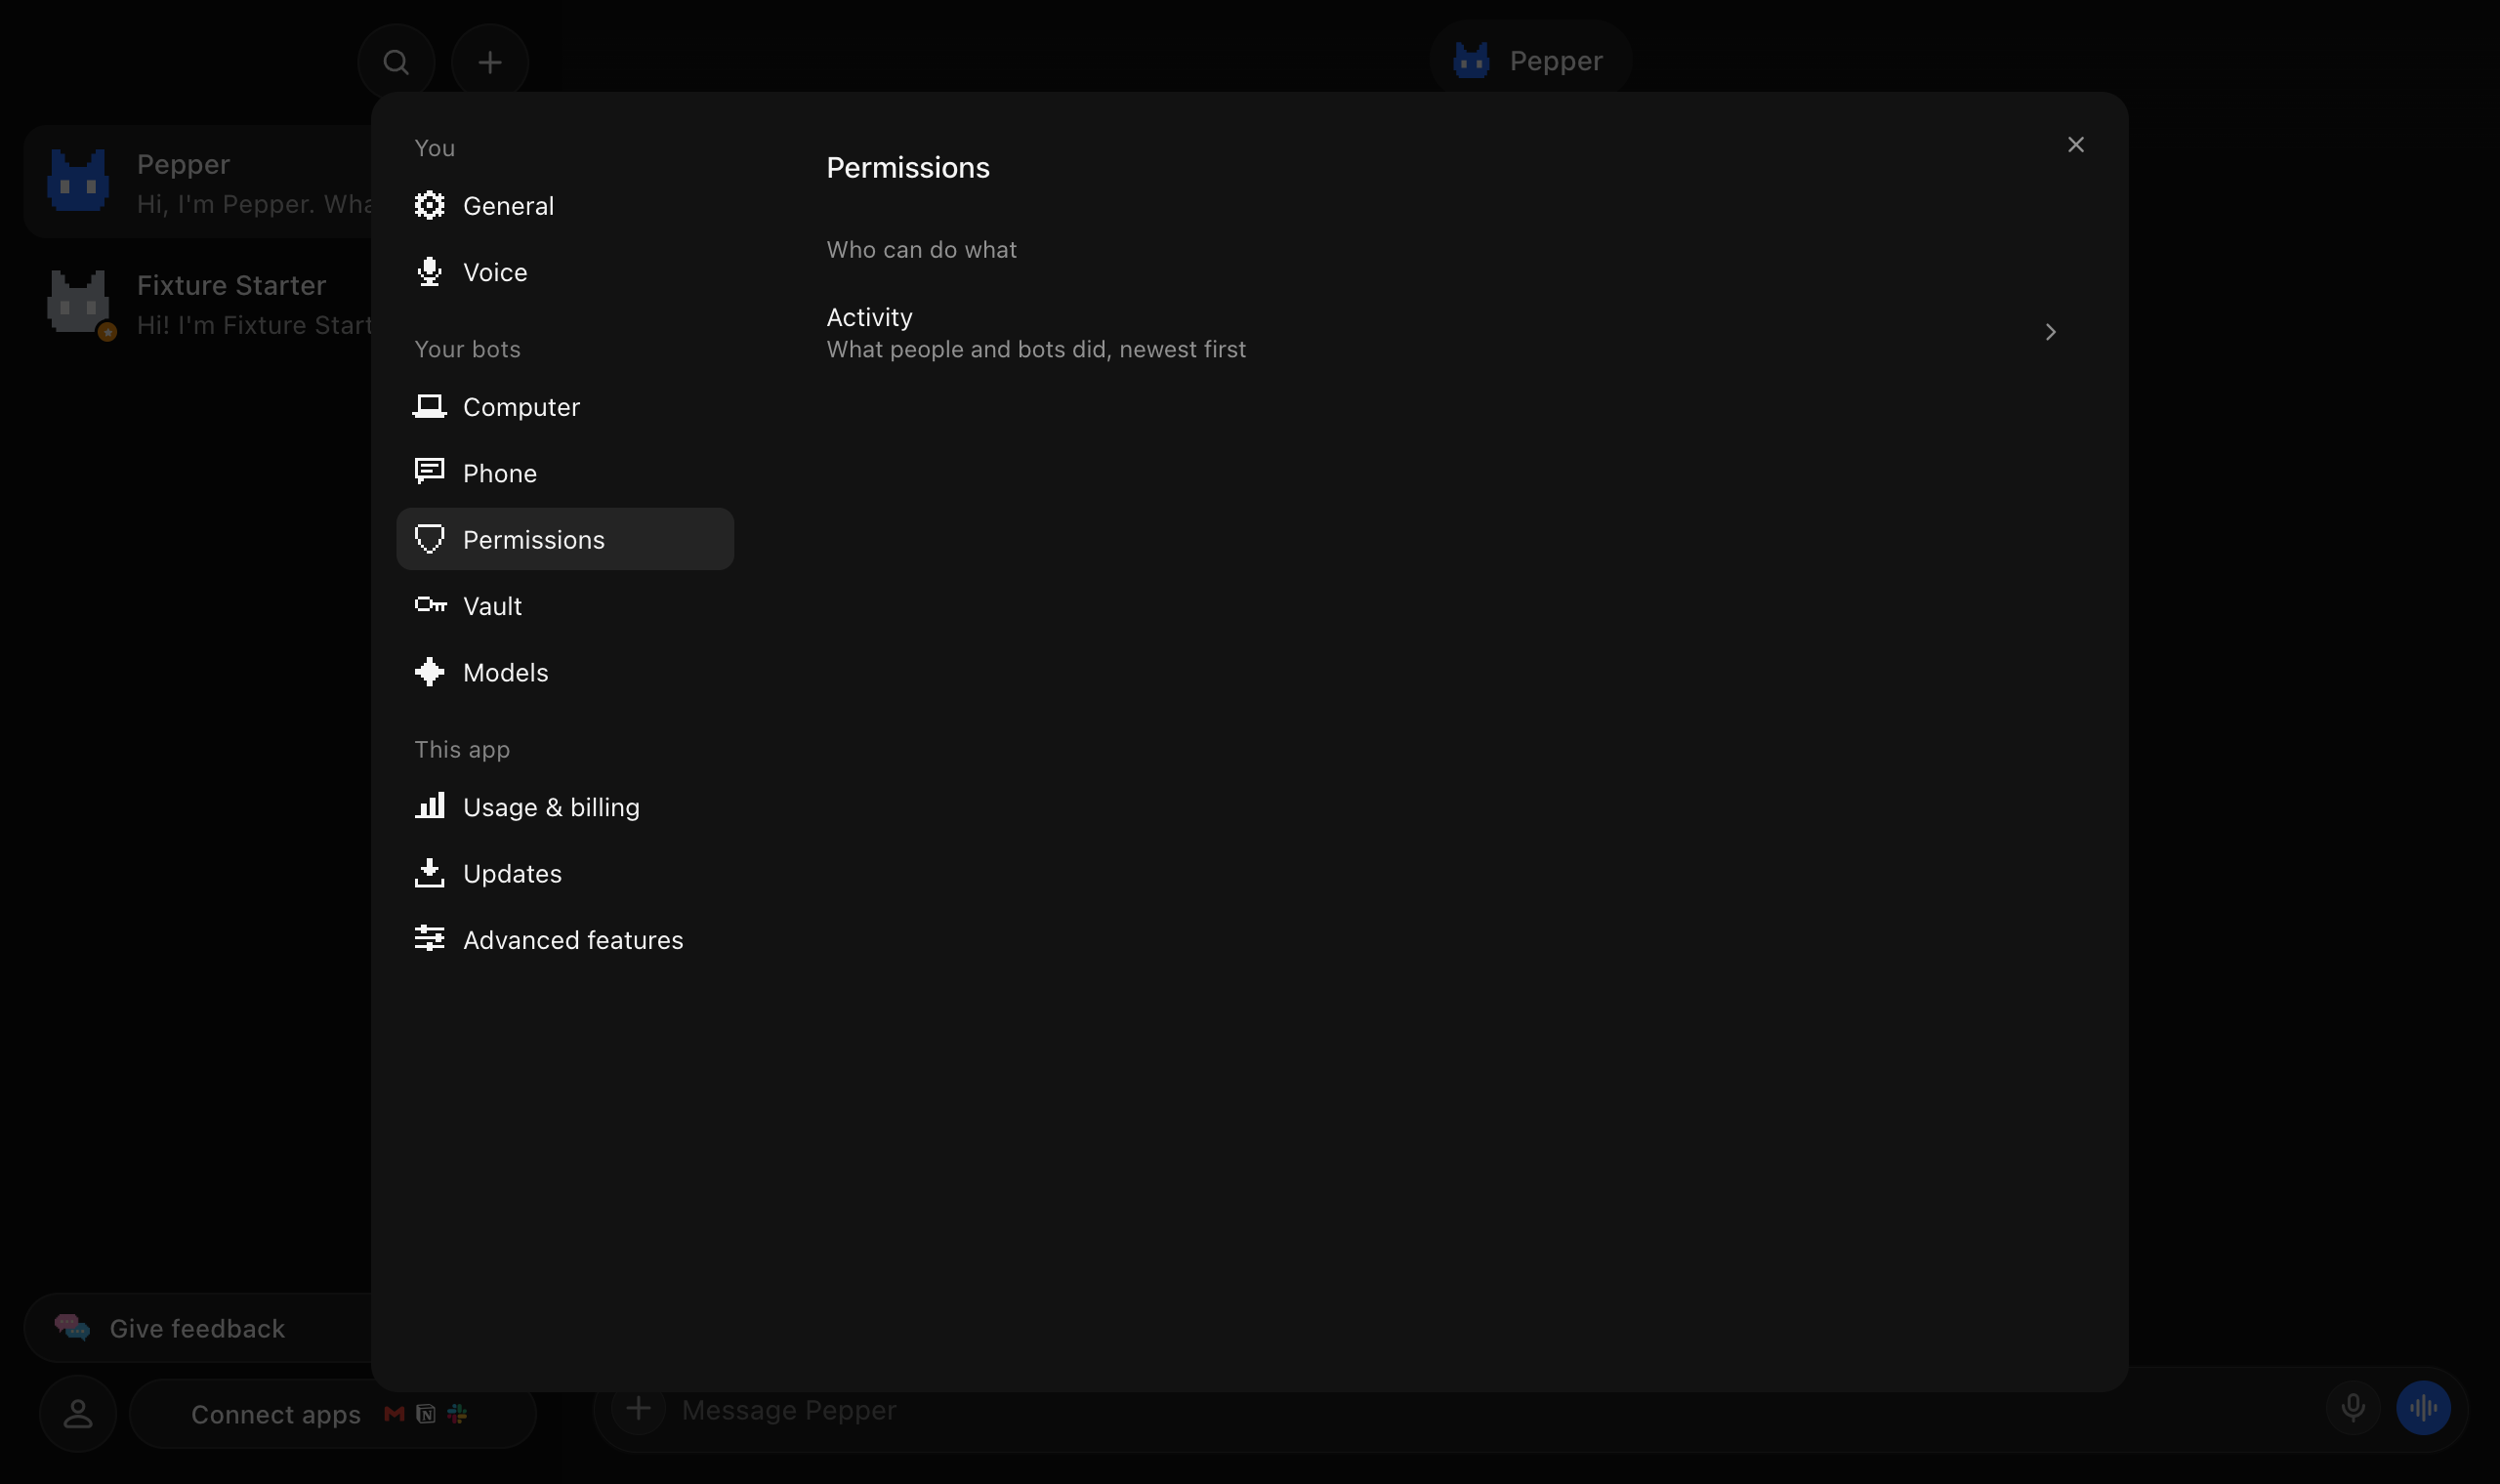 Pepper
Pepper
Hi, I'm Pepper.
Fixture Starter
Hi! I'm Fixture
Give feedback
Connect apps
Message Pepper
You
General
Voice
Your bots
Computer
Phone
Permissions
Vault
Models
This app
Usage & billing
Updates
Advanced features
Permissions
Who can do what
Activity
What people and bots did, newest first